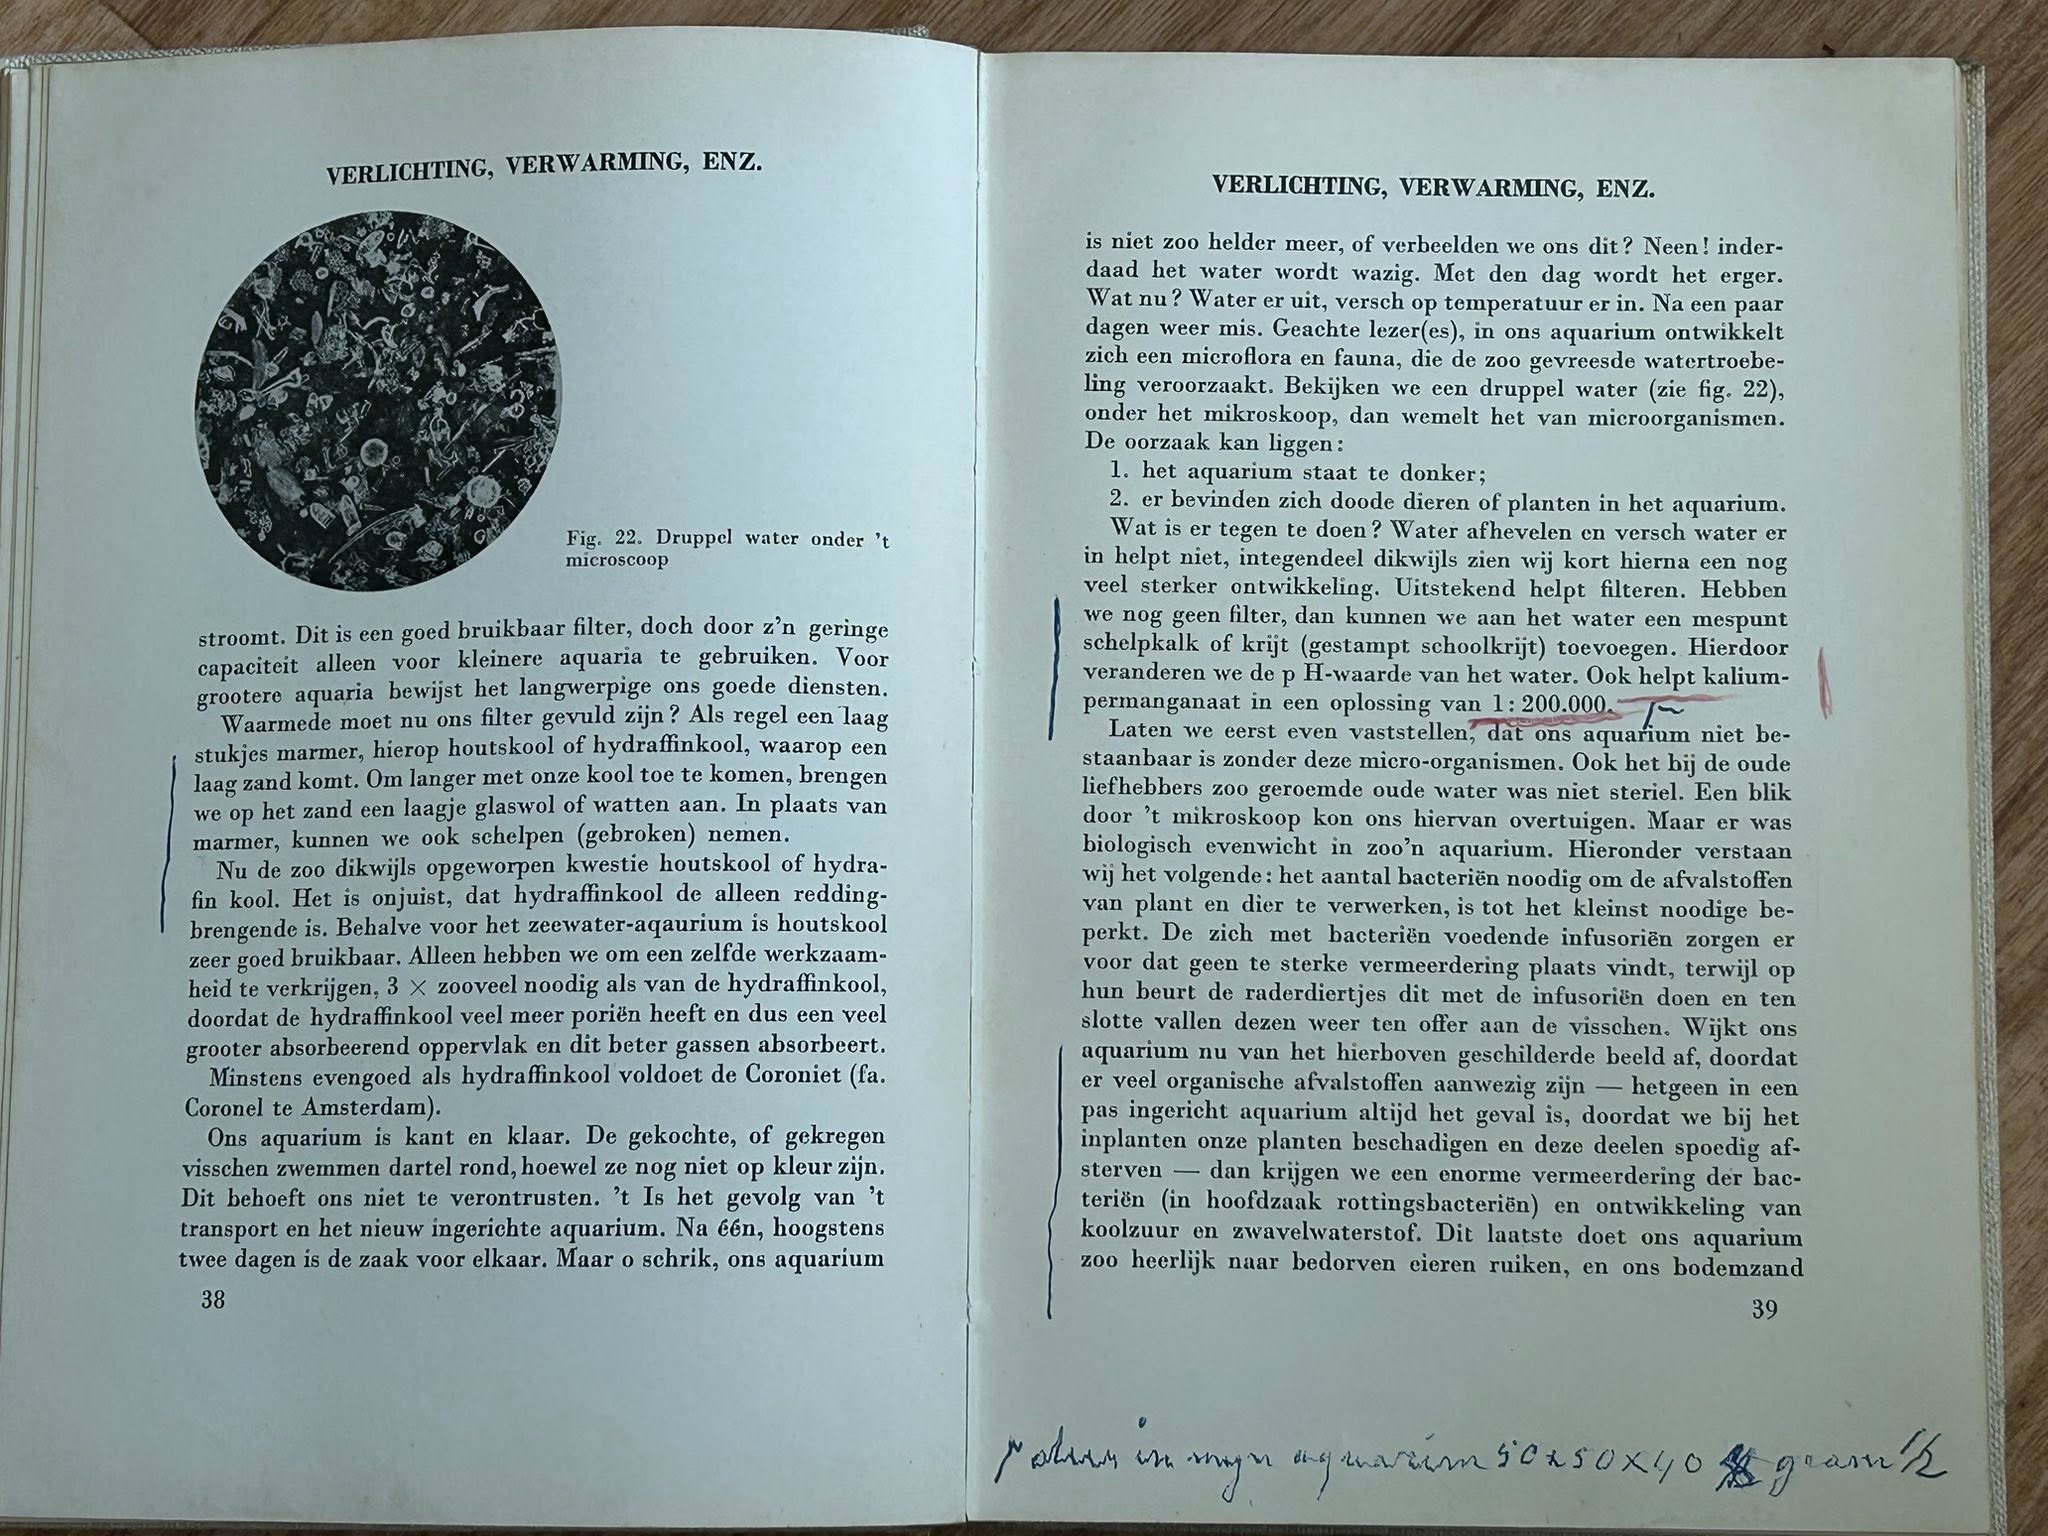 VERLICHTING, VERWARMING, ENZ.
Fig. 22. Druppel water onder 't
microscoop
stroomt. Dit is een goed bruikbaar filter, doch door z'n geringe
capaciteit alleen voor kleinere aquaria te gebruiken. Voor
grootere aquaria bewijst het langwerpige ons goede diensten.
Waarmede moet nu ons filter gevuld zijn? Als regel een laag
stukjes marmer, hierop houtskool of hydraffinkool, waarop een
laag zand komt. Om langer met onze kool toe te komen, brengen
we op het zand een laagje glaswol of watten aan. In plaats van
marmer, kunnen we ook schelpen (gebroken) nemen.
Nu de zoo dikwijls opgeworpen kwestie houtskool of hydra-
fin kool. Het is onjuist, dat hydraffinkool de alleen redding-
brengende is. Behalve voor het zeewater-aqaurium is houtskool
zeer goed bruikbaar. Alleen hebben we om een zelfde werkzaam-
heid te verkrijgen, 3 × zooveel noodig als van de hydraffinkool,
doordat de hydraffinkool veel meer poriën heeft en dus een veel
grooter absorbeerend oppervlak en dit beter gassen absorbeert.
Minstens evengoed als hydraffinkool voldoet de Coroniet (fa.
Coronel te Amsterdam).
Ons aquarium is kant en klaar. De gekochte, of gekregen
visschen zwemmen dartel rond, hoewel ze nog niet op kleur zijn.
Dit behoeft ons niet te verontrusten. 't Is het gevolg van 't
transport en het nieuw ingerichte aquarium. Na één, hoogstens
twee dagen is de zaak voor elkaar. Maar o schrik, ons aquarium
38
VERLICHTING, VERWARMING, ENZ.
is niet zoo helder meer, of verbeelden we ons dit? Neen! inder-
daad het water wordt wazig. Met den dag wordt het erger.
Wat nu? Water er uit, versch op temperatuur er in. Na een paar
dagen weer mis. Geachte lezer(es), in ons aquarium ontwikkelt
zich een microflora en fauna, die de zoo gevreesde watertroebe-
ling veroorzaakt. Bekijken we een druppel water (zie fig. 22),
onder het mikroskoop, dan wemelt het van microorganismen.
De oorzaak kan liggen:
1. het aquarium staat te donker;
2. er bevinden zich doode dieren of planten in het aquarium.
Wat is er tegen te doen? Water afhevelen en versch water er
in helpt niet, integendeel dikwijls zien wij kort hierna een nog
veel sterker ontwikkeling. Uitstekend helpt filteren. Hebben
we nog geen filter, dan kunnen we aan het water een mespunt
schelpkalk of krijt (gestampt schoolkrijt) toevoegen. Hierdoor
veranderen we de p H-waarde van het water. Ook helpt kalium-
permanganaat in een oplossing van 1: 200.000.
Laten we eerst even vaststellen, dat ons aquarium niet be-
staanbaar is zonder deze micro-organismen. Ook het bij de oude
liefhebbers zoo geroemde oude water was niet steriel. Een blik
door 't mikroskoop kon ons hiervan overtuigen. Maar er was
biologisch evenwicht in zoo'n aquarium. Hieronder verstaan
wij het volgende: het aantal bacteriën noodig om de afvalstoffen
van plant en dier te verwerken, is tot het kleinst noodige be-
perkt. De zich met bacteriën voedende infusoriën zorgen er
voor dat geen te sterke vermeerdering plaats vindt, terwijl op
hun beurt de raderdiertjes dit met de infusoriën doen en ten
slotte vallen dezen weer ten offer aan de visschen. Wijkt ons
aquarium nu van het hierboven geschilderde beeld af, doordat
er veel organische afvalstoffen aanwezig zijn — hetgeen in een
pas ingericht aquarium altijd het geval is, doordat we bij het
inplanten onze planten beschadigen en deze deelen spoedig af-
sterven — dan krijgen we een enorme vermeerdering der bac-
teriën (in hoofdzaak rottingsbacteriën) en ontwikkeling van
koolzuur en zwavelwaterstof. Dit laatste doet ons aquarium
zoo heerlijk naar bedorven eieren ruiken, en ons bodemzand
39
in mijn aquarium 50x50x40 gram 1/2